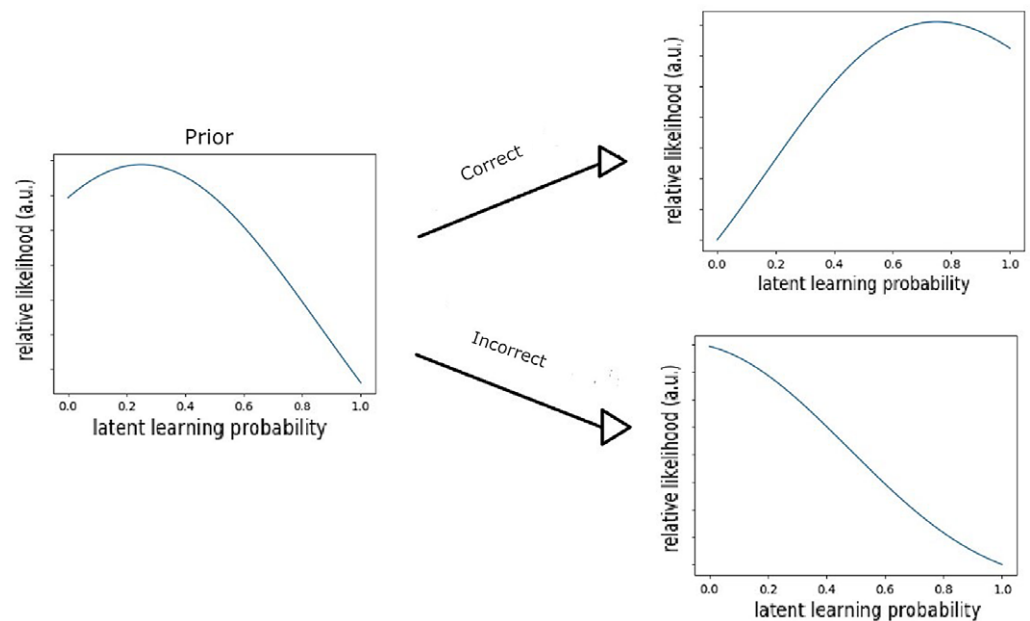 Prior
relative likelihood (a.u.)
0.0 0.2 0.4 0.6 0.8 1.0
latent learning probability
Correct
Incorrect
relative likelihood (a.u.)
0.0 0.2 0.4 0.6 0.8 1.0
latent learning probability
relative likelihood (a.u.)
0.0 0.2 0.4 0.6 0.8 1.0
latent learning probability